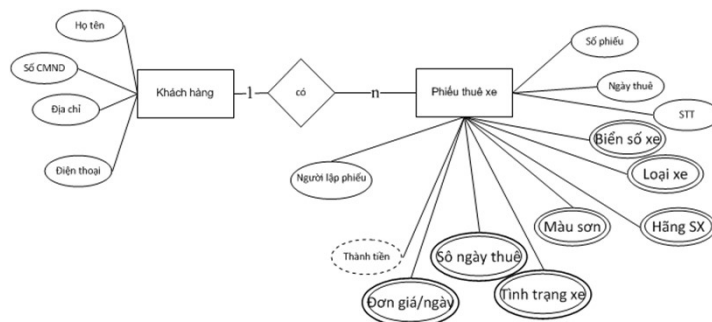 Họ tên
Số CMND
Địa chỉ
Điện thoại
Khách hàng
1
có
n
Phiếu thuê xe
Số phiếu
Ngày thuê
STT
Biển số xe
Loại xe
Hãng SX
Màu sơn
Tình trạng xe
Sô ngày thuê
Đơn giá/ngày
Thành tiền
Người lập phiếu